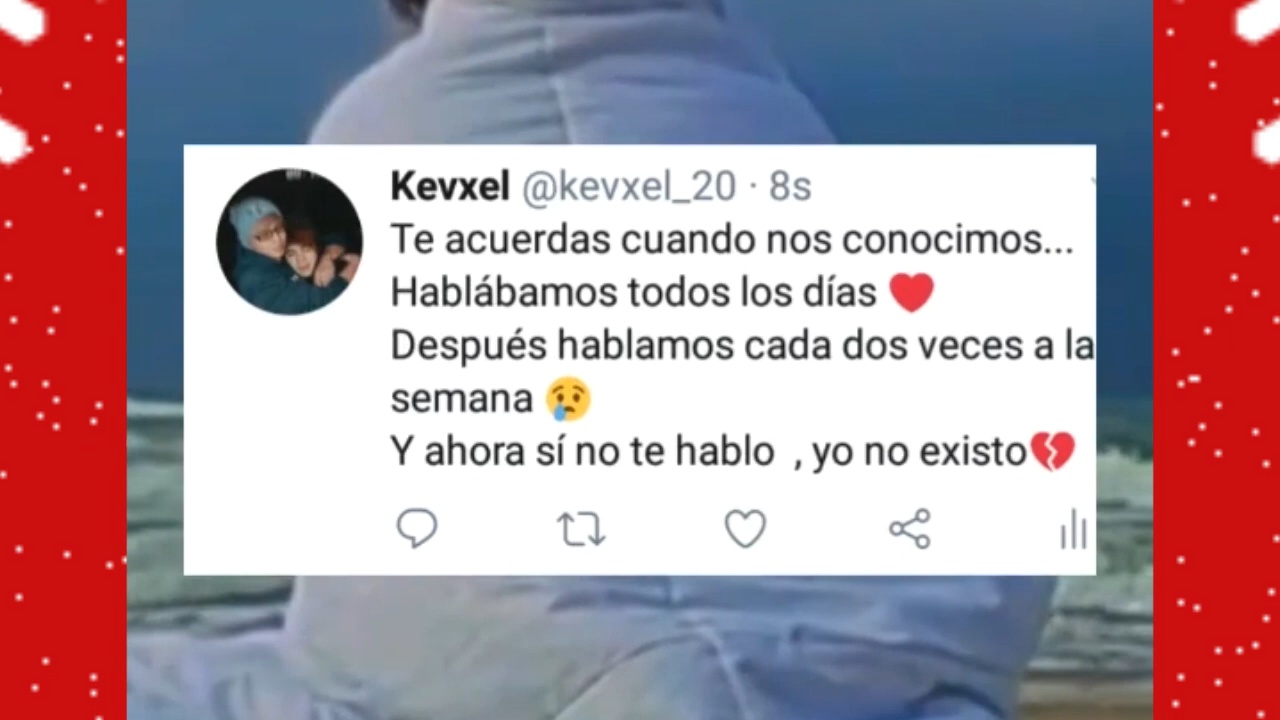 Kevxel @kevxel_20 · 8s
Te acuerdas cuando nos conocimos...
Hablábamos todos los días ❤️
Después hablamos cada dos veces a la
semana 😢
Y ahora sí no te hablo , yo no existo💔